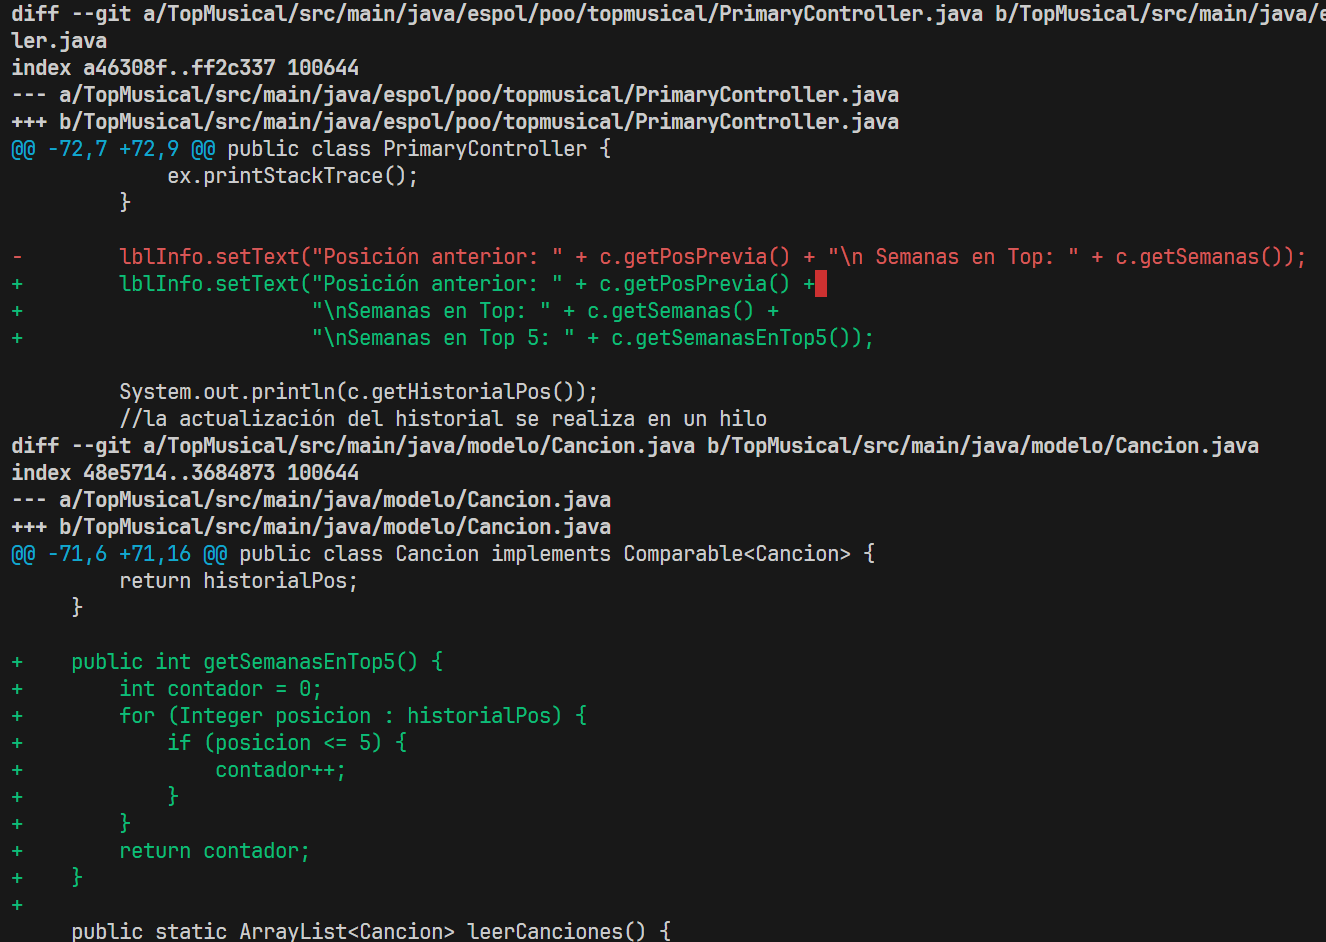 diff --git a/TopMusical/src/main/java/espol/poo/topmusical/PrimaryController.java b/TopMusical/src/main/java/e
ler.java
index a46308f..ff2c337 100644
--- a/TopMusical/src/main/java/espol/poo/topmusical/PrimaryController.java
+++ b/TopMusical/src/main/java/espol/poo/topmusical/PrimaryController.java
@@ -72,7 +72,9 @@ public class PrimaryController {
             ex.printStackTrace();
         }

-        lblInfo.setText("Posición anterior: " + c.getPosPrevia() + "\n Semanas en Top: " + c.getSemanas());
+        lblInfo.setText("Posición anterior: " + c.getPosPrevia() + 
+                        "\nSemanas en Top: " + c.getSemanas() +
+                        "\nSemanas en Top 5: " + c.getSemanasEnTop5());

         System.out.println(c.getHistorialPos());
         //la actualización del historial se realiza en un hilo
diff --git a/TopMusical/src/main/java/modelo/Cancion.java b/TopMusical/src/main/java/modelo/Cancion.java
index 48e5714..3684873 100644
--- a/TopMusical/src/main/java/modelo/Cancion.java
+++ b/TopMusical/src/main/java/modelo/Cancion.java
@@ -71,6 +71,16 @@ public class Cancion implements Comparable<Cancion> {
         return historialPos;
     }

+    public int getSemanasEnTop5() {
+        int contador = 0;
+        for (Integer posicion : historialPos) {
+            if (posicion <= 5) {
+                contador++;
+            }
+        }
+        return contador;
+    }
+
     public static ArrayList<Cancion> leerCanciones() {